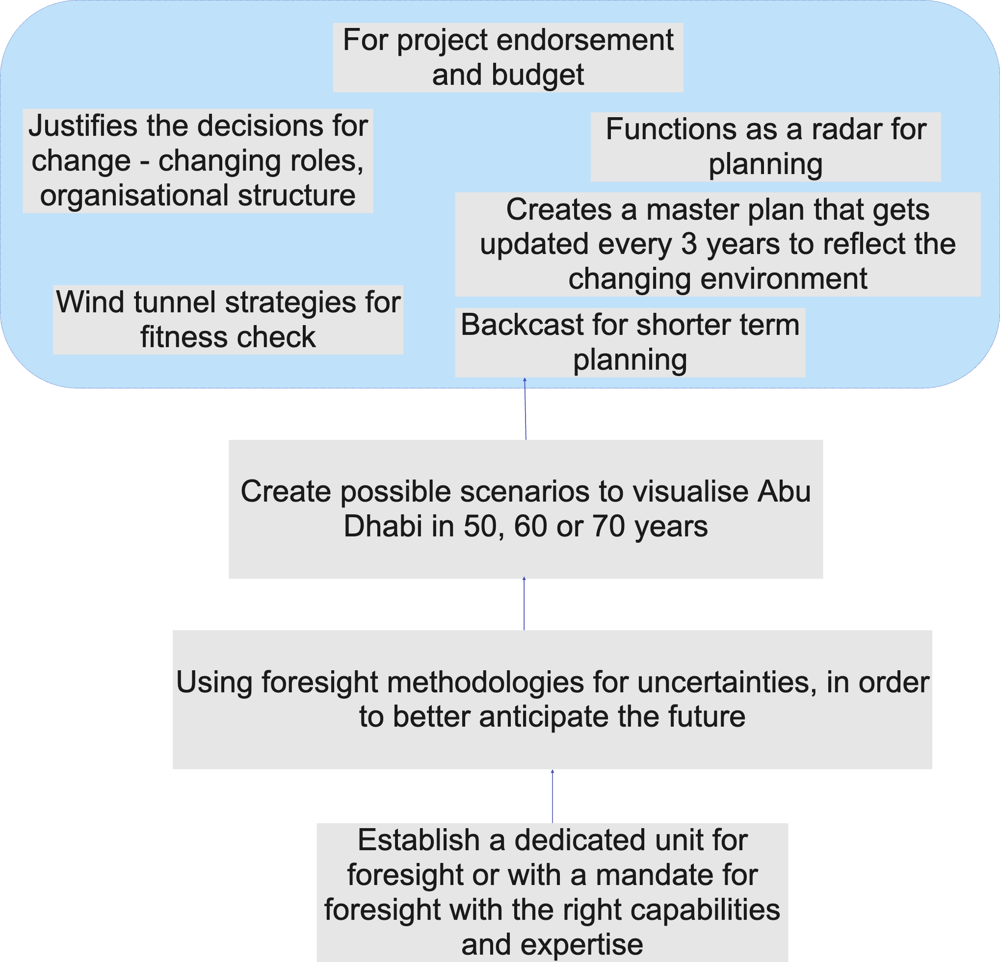 For project endorsement
and budget
Justifies the decisions for
change - changing roles,
organisational structure
Functions as a radar for
planning
Creates a master plan that gets
updated every 3 years to reflect the
changing environment
Wind tunnel strategies for
fitness check
Backcast for shorter term
planning
Create possible scenarios to visualise Abu
Dhabi in 50, 60 or 70 years
Using foresight methodologies for uncertainties, in order
to better anticipate the future
Establish a dedicated unit for
foresight or with a mandate for
foresight with the right capabilities
and expertise